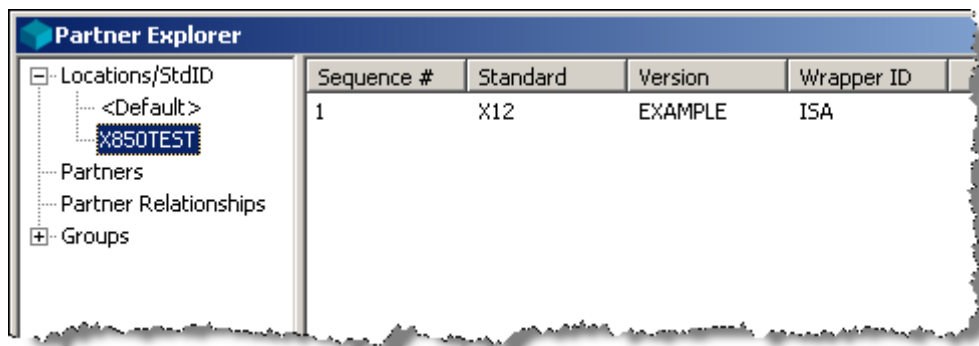 Partner Explorer
Locations/StdID
<Default>
X850TEST
Partners
Partner Relationships
Groups
Sequence # Standard Version Wrapper ID
1 X12 EXAMPLE ISA